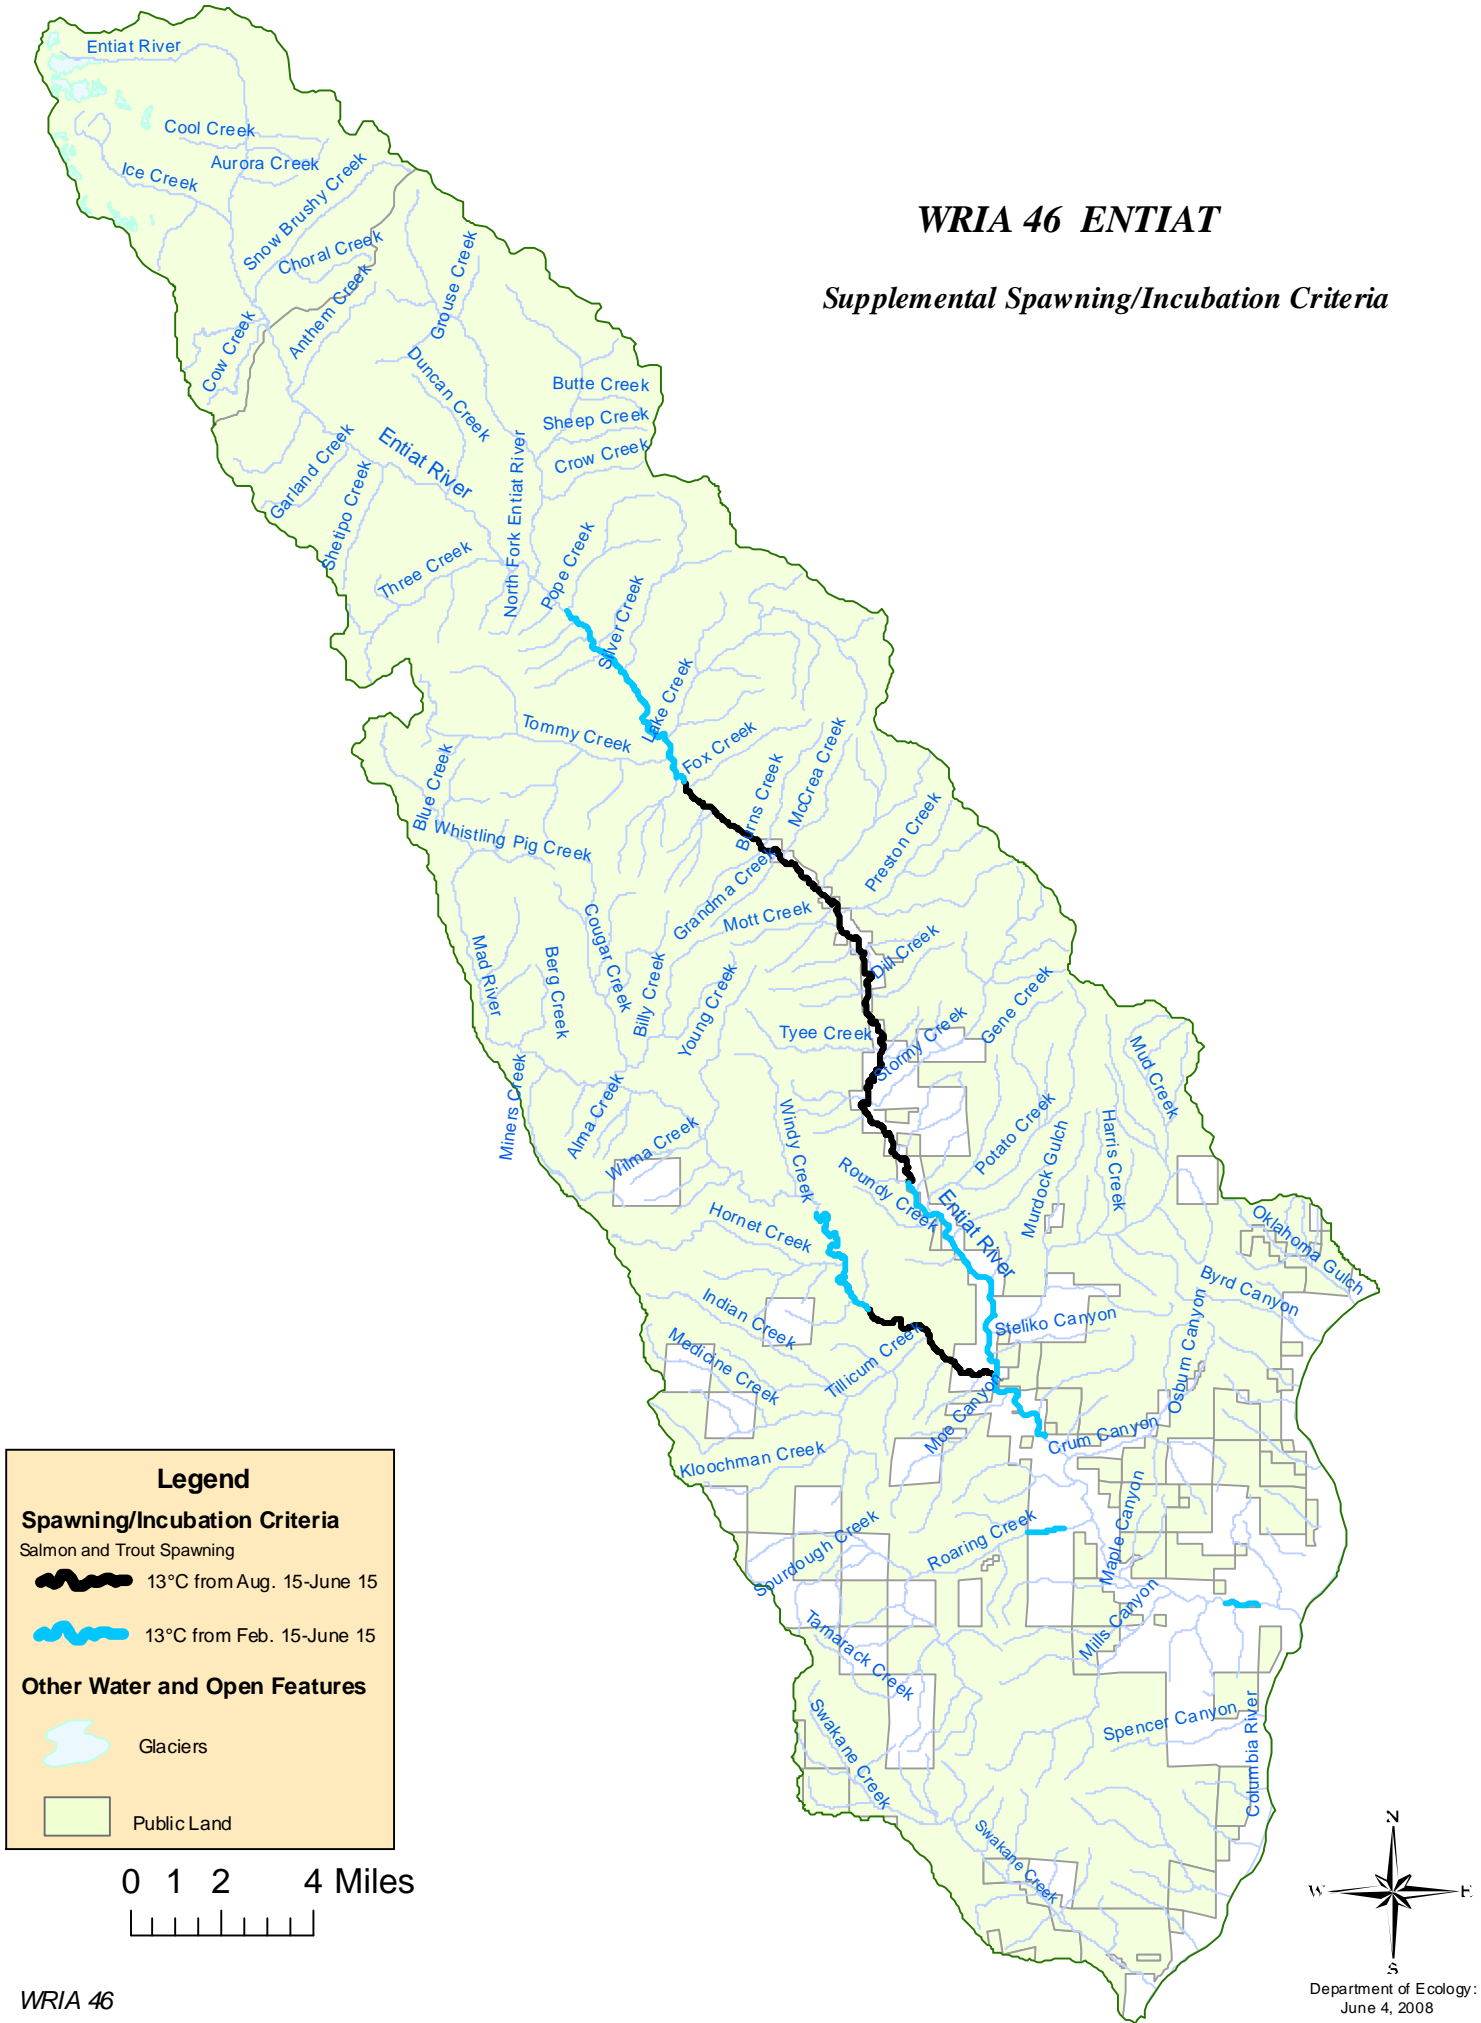 WRIA 46 ENTIAT
Supplemental Spawning/Incubation Criteria
Entiat River
Cool Creek
Aurora Creek
Ice Creek
Snow Brushy Creek
Choral Creek
Anthem Creek
Grouse Creek
Cow Creek
Duncan Creek
Butte Creek
Sheep Creek
Crow Creek
Garland Creek
Entiat River
Shetipo Creek
North Fork Entiat River
Three Creek
Pope Creek
Silver Creek
Lake Creek
Tommy Creek
Fox Creek
Blue Creek
Burns Creek
McCrea Creek
Whistling Pig Creek
Preston Creek
Grandma Creek
Mott Creek
Cougar Creek
Mad River
Berg Creek
Billy Creek
Young Creek
Dill Creek
Gene Creek
Tyee Creek
Stormy Creek
Mud Creek
Miners Creek
Alma Creek
Wilma Creek
Windy Creek
Potato Creek
Murdock Gulch
Harris Creek
Roundy Creek
Entiat River
Hornet Creek
Oklahoma Gulch
Byrd Canyon
Indian Creek
Steliko Canyon
Osburn Canyon
Medicine Creek
Tillicum Creek
Moe Canyon
Crum Canyon
Kloochman Creek
Maple Canyon
Sourdough Creek
Roaring Creek
Mills Canyon
Tamarack Creek
Swakane Creek
Spencer Canyon
Columbia River
Swakane Creek
Legend
Spawning/Incubation Criteria
Salmon and Trout Spawning
13°C from Aug. 15-June 15
13°C from Feb. 15-June 15
Other Water and Open Features
Glaciers
Public Land
0 1 2 4 Miles
N
W E
S
Department of Ecology:
June 4, 2008
WRIA 46